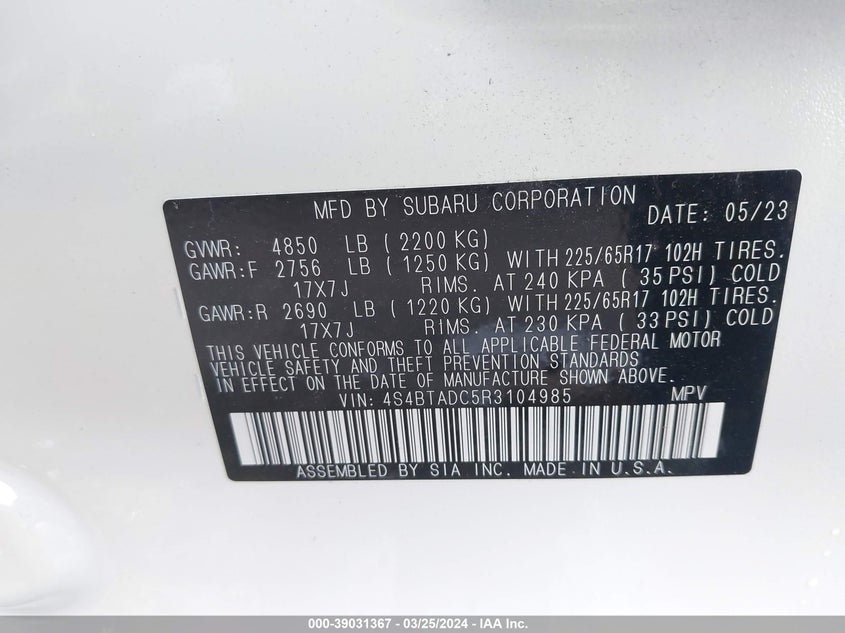 MFD BY SUBARU CORPORATION DATE: 05/23
GVWR: 4850 LB ( 2200 KG)
GAWR:F 2756 LB ( 1250 KG) WITH 225/65R17 102H TIRES.
17X7J RIMS. AT 240 KPA ( 35 PSI) COLD
GAWR:R 2690 LB ( 1220 KG) WITH 225/65R17 102H TIRES.
17X7J RIMS. AT 230 KPA ( 33 PSI) COLD
THIS VEHICLE CONFORMS TO ALL APPLICABLE FEDERAL MOTOR
VEHICLE SAFETY AND THEFT PREVENTION STANDARDS
IN EFFECT ON THE DATE OF MANUFACTURE SHOWN ABOVE.
VIN: 4S4BTADC5R3104985 MPV
ASSEMBLED BY SIA INC. MADE IN U.S.A.
000-39031367 - 03/25/2024 - IAA Inc.